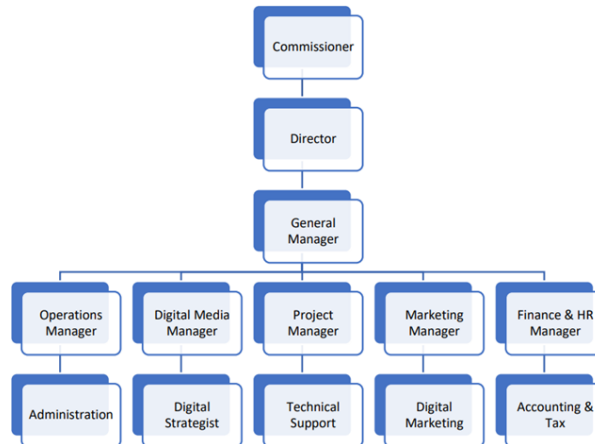 Commissioner
Director
General
Manager
Operations
Manager
Digital Media
Manager
Project
Manager
Marketing
Manager
Finance & HR
Manager
Administration
Digital
Strategist
Technical
Support
Digital
Marketing
Accounting &
Tax